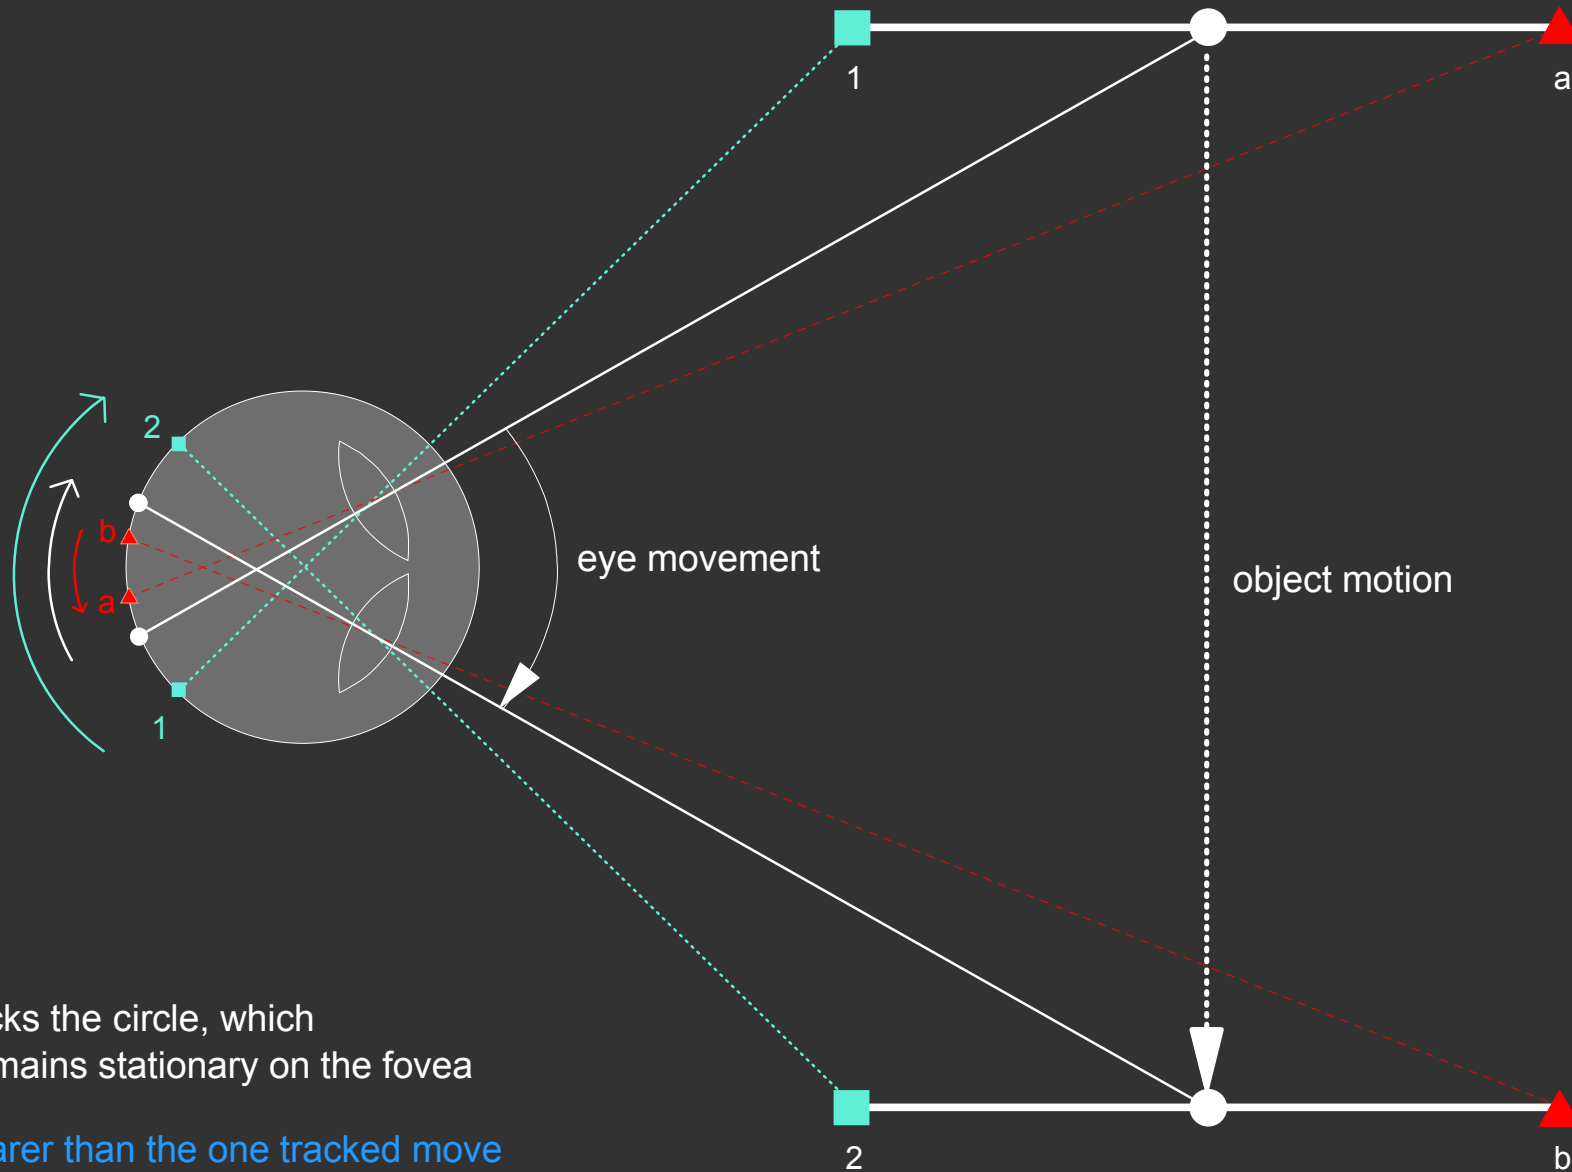 1
a
2
b
a
1
eye movement
object motion
cks the circle, which
mains stationary on the fovea
arer than the one tracked move
2
b